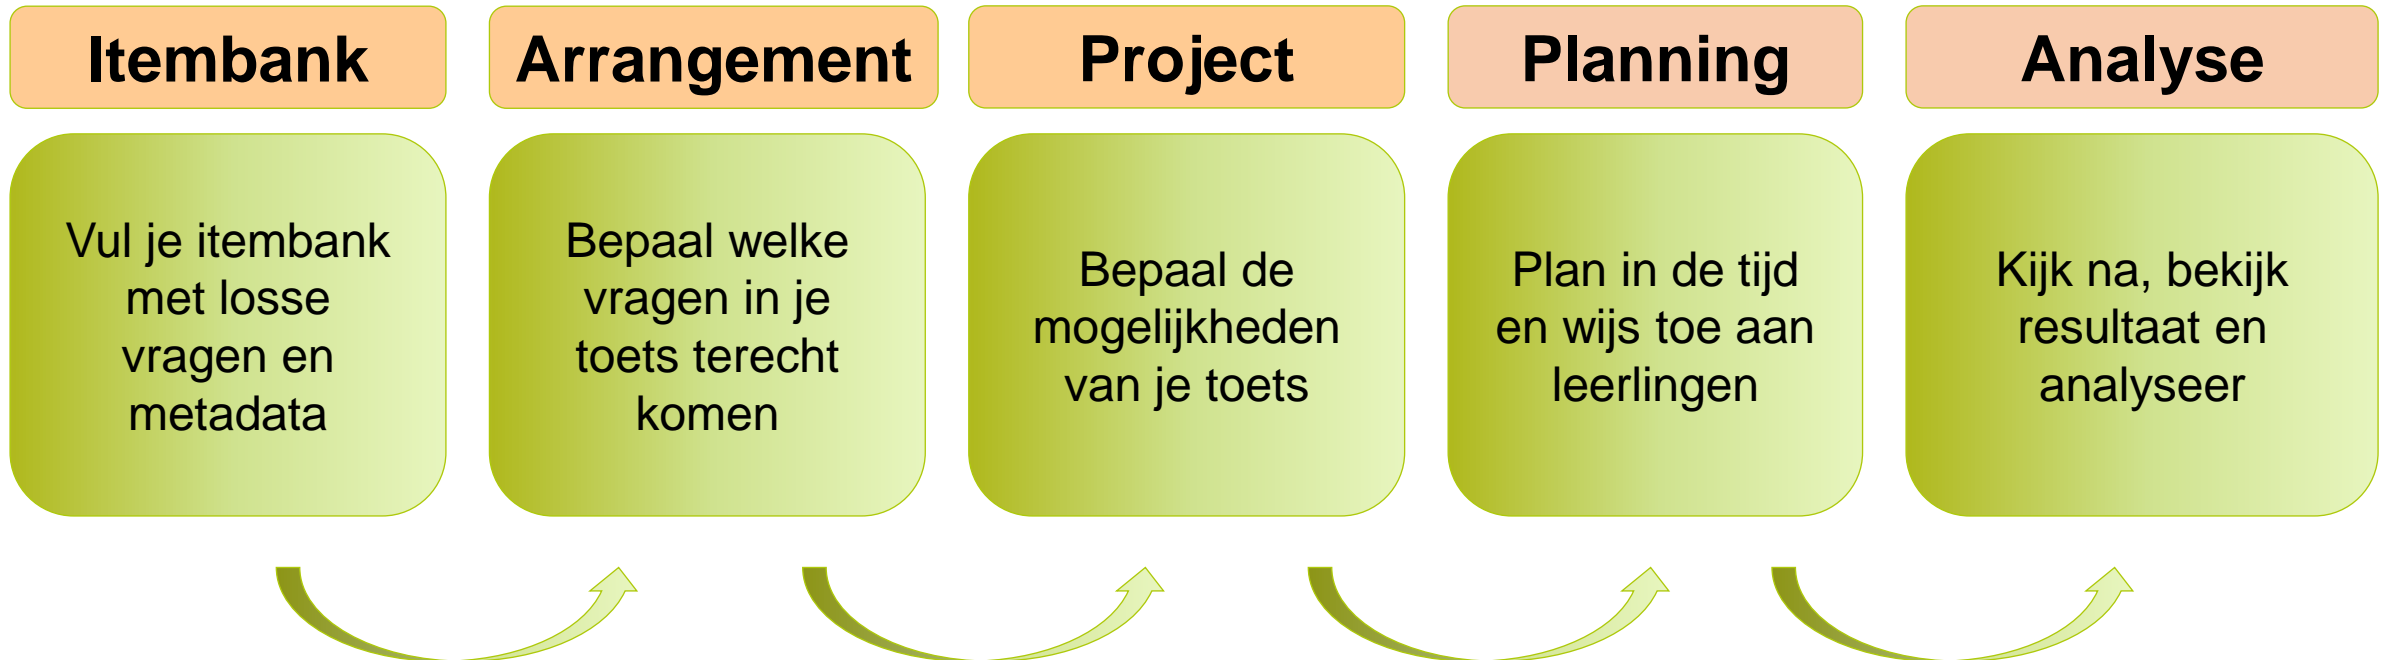 Itembank
Arrangement
Project
Planning
Analyse
Vul je itembank
met losse
vragen en
metadata
Bepaal welke
vragen in je
toets terecht
komen
Bepaal de
mogelijkheden
van je toets
Plan in de tijd
en wijs toe aan
leerlingen
Kijk na, bekijk
resultaat en
analyseer